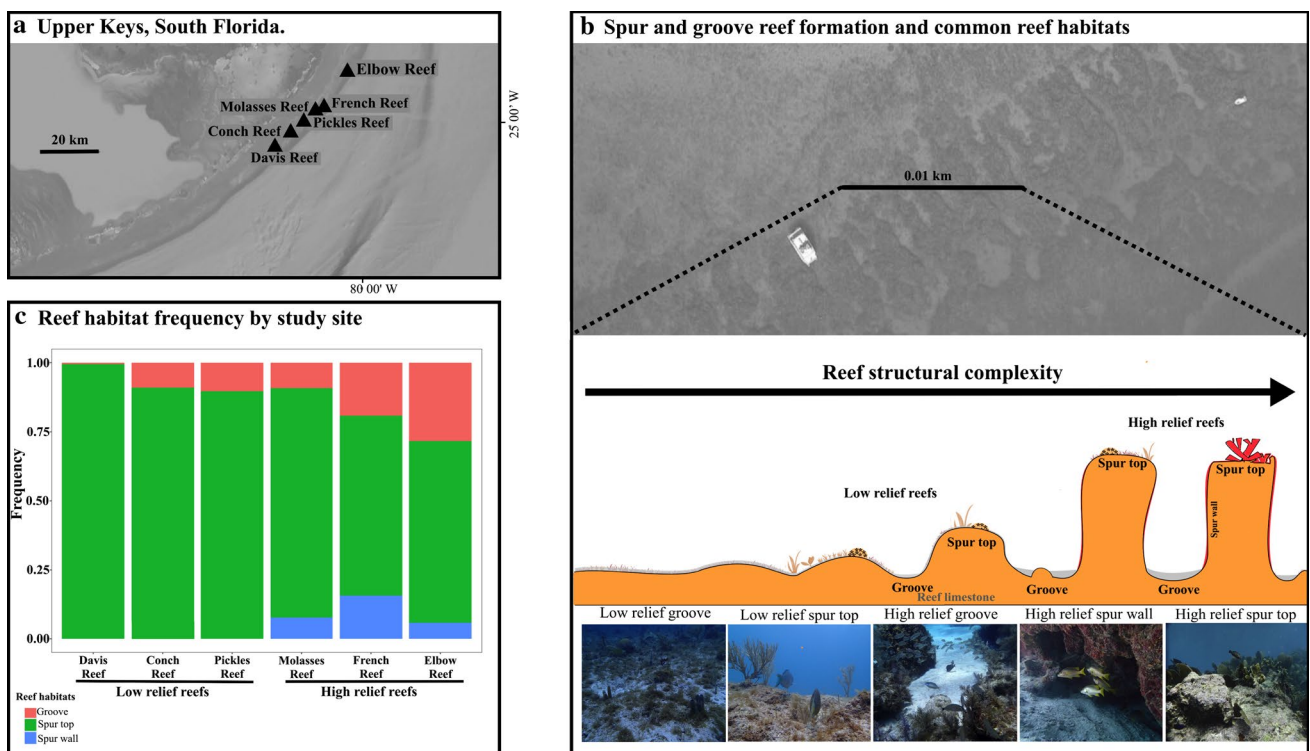 a Upper Keys, South Florida.
Elbow Reef
French Reef
Molasses Reef
Pickles Reef
Conch Reef
Davis Reef
20 km
25 00' W
80 00' W
b Spur and groove reef formation and common reef habitats
0.01 km
Reef structural complexity
High relief reefs
Spur top
Spur top
Low relief reefs
Spur wall
Spur top
Groove
Groove
Groove
Reef limestone
Low relief groove
Low relief spur top
High relief groove
High relief spur wall
High relief spur top
c Reef habitat frequency by study site
Frequency
1.00
0.75
0.50
0.25
0.00
Davis Reef
Conch Reef
Pickles Reef
Molasses Reef
French Reef
Elbow Reef
Low relief reefs
High relief reefs
Reef habitats
Groove
Spur top
Spur wall